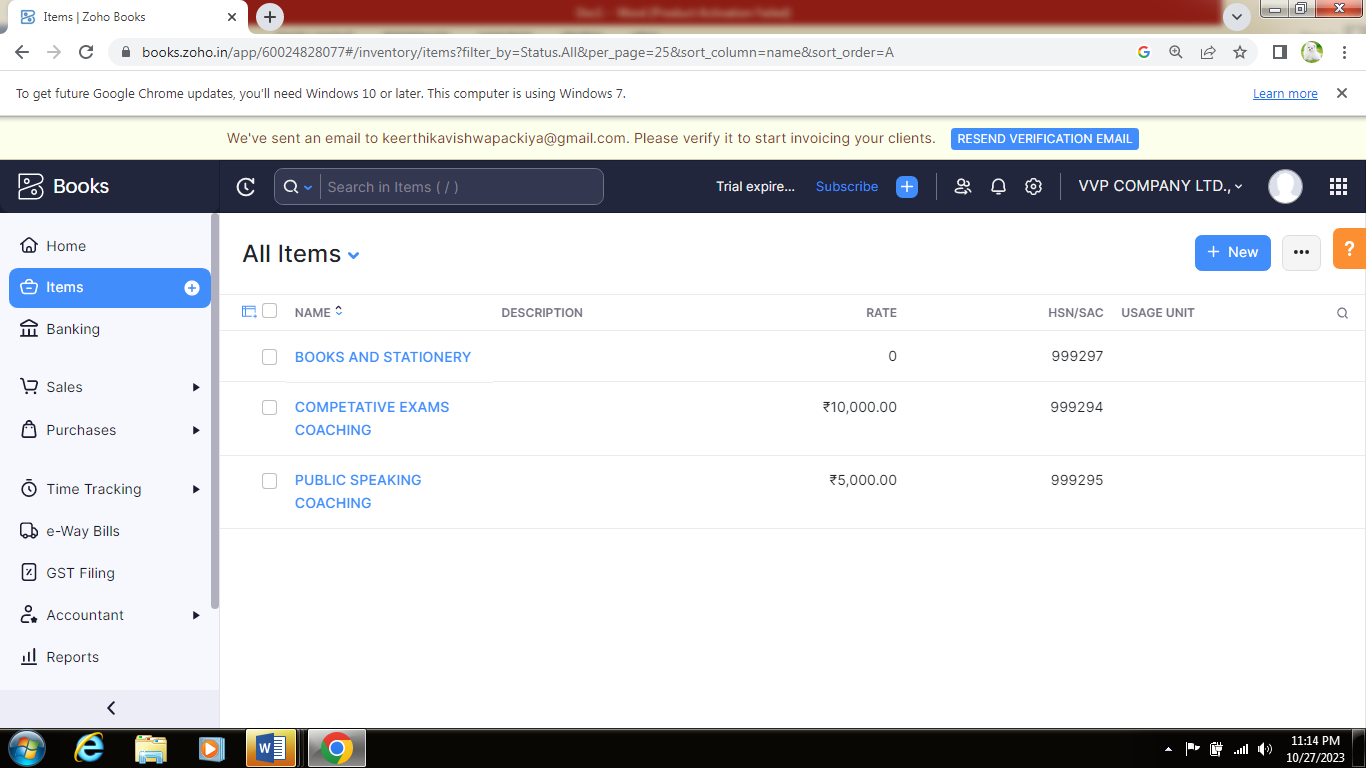 Items | Zoho Books
Doc1 - Word (Product Activation Failed)
books.zoho.in/app/60024828077#/inventory/items?filter_by=Status.All&per_page=25&sort_column=name&sort_order=A
To get future Google Chrome updates, you'll need Windows 10 or later. This computer is using Windows 7.
Learn more
We've sent an email to keerthikavishwapackiya@gmail.com. Please verify it to start invoicing your clients.
RESEND VERIFICATION EMAIL
Books
Search in Items ( / )
Trial expire...
Subscribe
VVP COMPANY LTD.,
Home
Items
Banking
Sales
Purchases
Time Tracking
e-Way Bills
GST Filing
Accountant
Reports
All Items
+ New
?
NAME DESCRIPTION RATE HSN/SAC USAGE UNIT
BOOKS AND STATIONERY 0 999297
COMPETATIVE EXAMS ₹10,000.00 999294
COACHING
PUBLIC SPEAKING ₹5,000.00 999295
COACHING
11:14 PM
10/27/2023